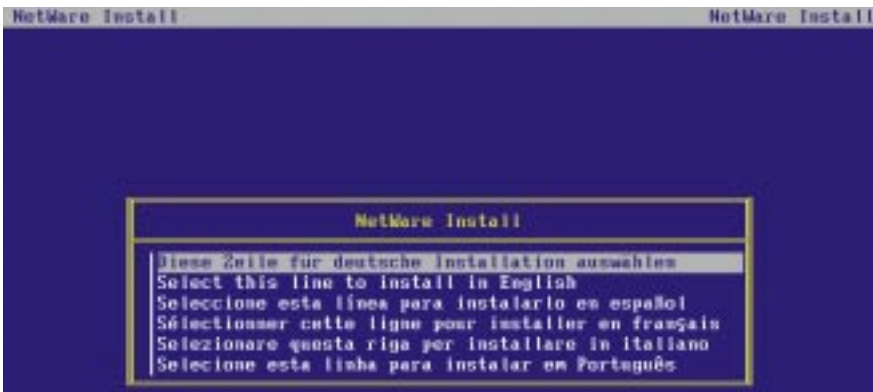 NetWare Install NetWare Install
NetWare Install
Diese Zeile für deutsche Installation auswählen
Select this line to install in English
Seleccione esta línea para instalarlo en español
Sélectionner cette ligne pour installer en français
Selezionare questa riga per installare in italiano
Selecione esta linha para instalar em Português